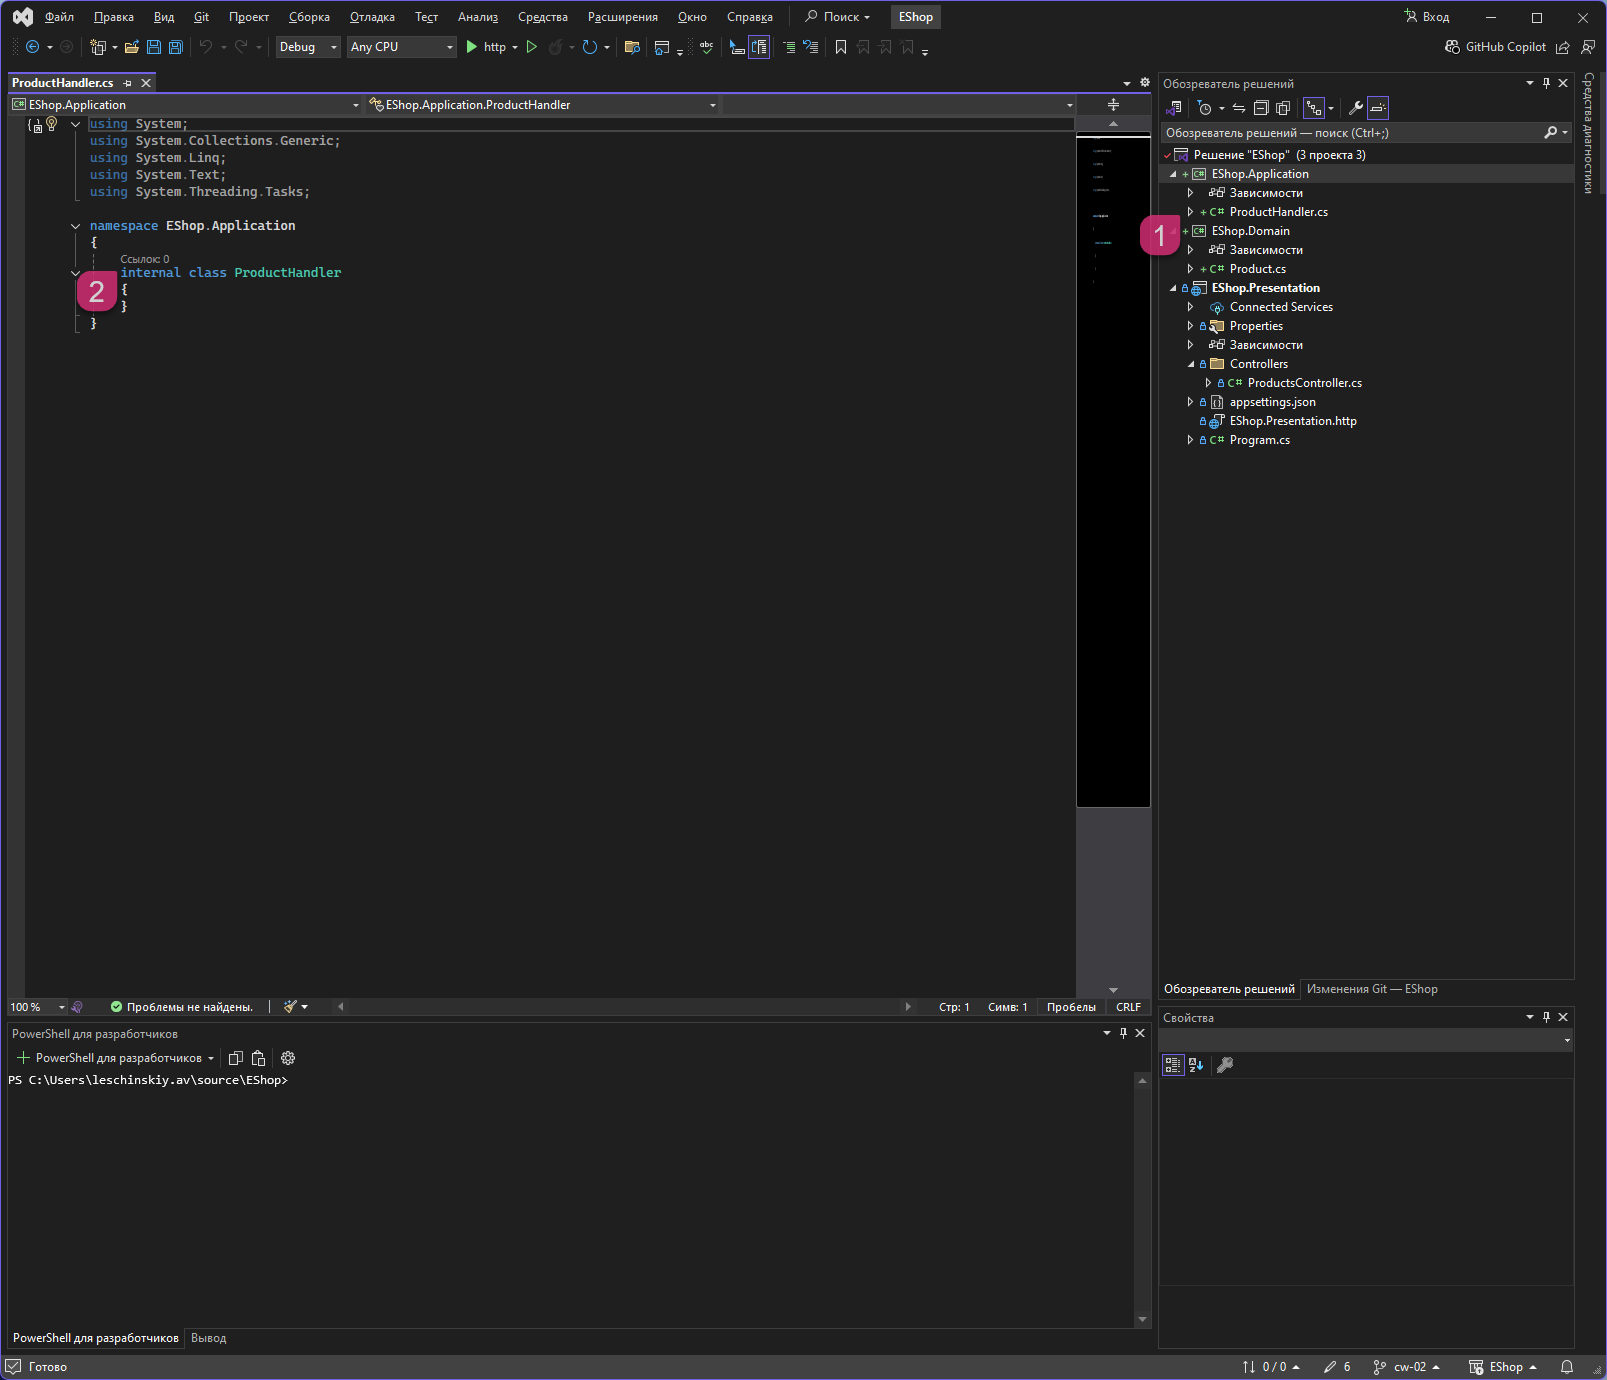 Файл Правка Вид Git Проект Сборка Отладка Тест Анализ Средства Расширения Окно Справка Поиск EShop Вход
Debug Any CPU http GitHub Copilot
ProductHandler.cs
EShop.Application EShop.Application.ProductHandler
using System;
using System.Collections.Generic;
using System.Linq;
using System.Text;
using System.Threading.Tasks;
namespace EShop.Application
{
Ссылок: 0
internal class ProductHandler
2
{
}
}
100 % Проблемы не найдены. Стр: 1 Симв: 1 Пробелы CRLF
PowerShell для разработчиков
PowerShell для разработчиков
PS C:\Users\leschinskiy.av\source\EShop>
PowerShell для разработчиков Вывод
Обозреватель решений
Обозреватель решений — поиск (Ctrl+;)
Решение "EShop" (3 проекта 3)
EShop.Application
Зависимости
ProductHandler.cs
1
EShop.Domain
Зависимости
Product.cs
EShop.Presentation
Connected Services
Properties
Зависимости
Controllers
ProductsController.cs
appsettings.json
EShop.Presentation.http
Program.cs
Обозреватель решений Изменения Git — EShop
Свойства
Средства диагностики
Готово 0 / 0 6 cw-02 EShop